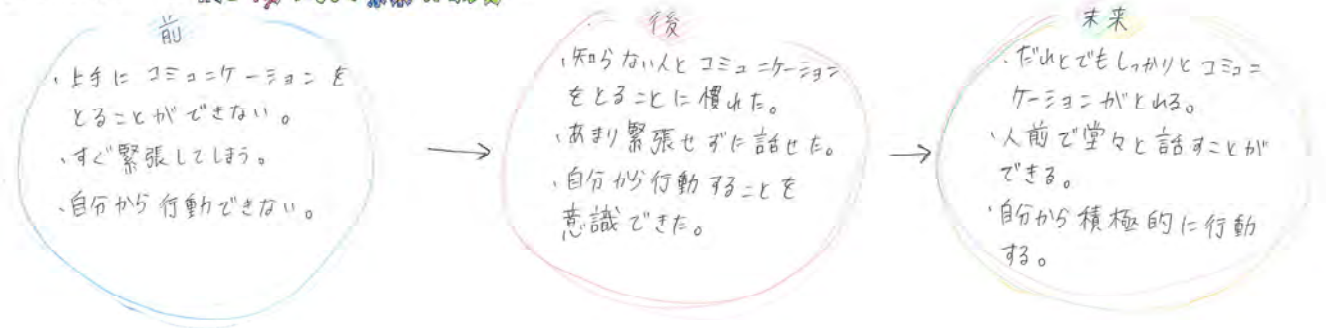 前
・上手にコミュニケーションを
とることができない。
・すぐ緊張してしまう。
・自分から行動できない。
後
・知らない人とコミュニケーション
をとることに慣れた。
・あまり緊張せずに話せた。
・自分から行動することを
意識できた。
未来
・だれとでもしっかりとコミュニ
ケーションがとれる。
・人前で堂々と話すことが
できる。
・自分から積極的に行動
する。